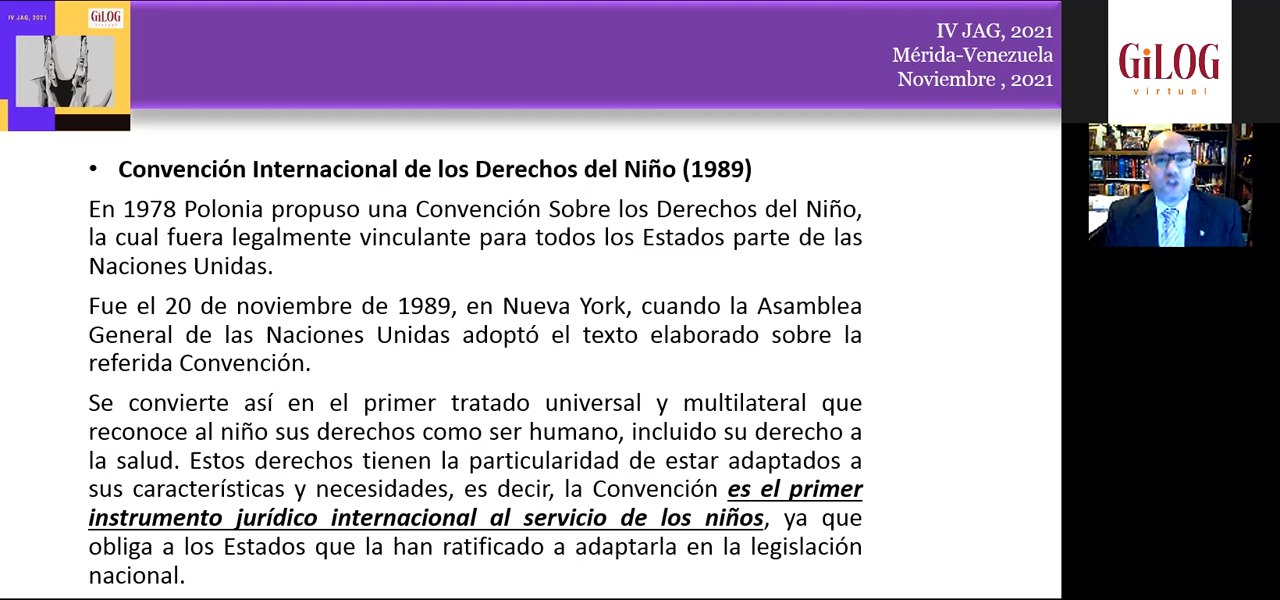 IV JAG, 2021
GiLOG
virtual
IV JAG, 2021
Mérida-Venezuela
Noviembre , 2021
GiLOG
virtual
• Convención Internacional de los Derechos del Niño (1989)
En 1978 Polonia propuso una Convención Sobre los Derechos del Niño,
la cual fuera legalmente vinculante para todos los Estados parte de las
Naciones Unidas.
Fue el 20 de noviembre de 1989, en Nueva York, cuando la Asamblea
General de las Naciones Unidas adoptó el texto elaborado sobre la
referida Convención.
Se convierte así en el primer tratado universal y multilateral que
reconoce al niño sus derechos como ser humano, incluido su derecho a
la salud. Estos derechos tienen la particularidad de estar adaptados a
sus características y necesidades, es decir, la Convención es el primer
instrumento jurídico internacional al servicio de los niños, ya que
obliga a los Estados que la han ratificado a adaptarla en la legislación
nacional.